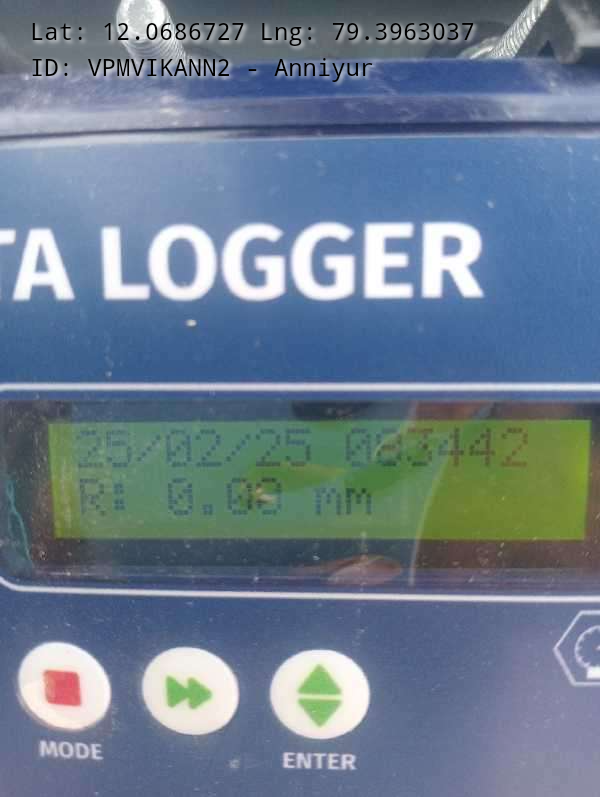 Lat: 12.0686727 Lng: 79.3963037
ID: VPMVIKANN2 - Anniyur
TA LOGGER
25/02/25 083442
R: 0.00 mm
MODE
ENTER